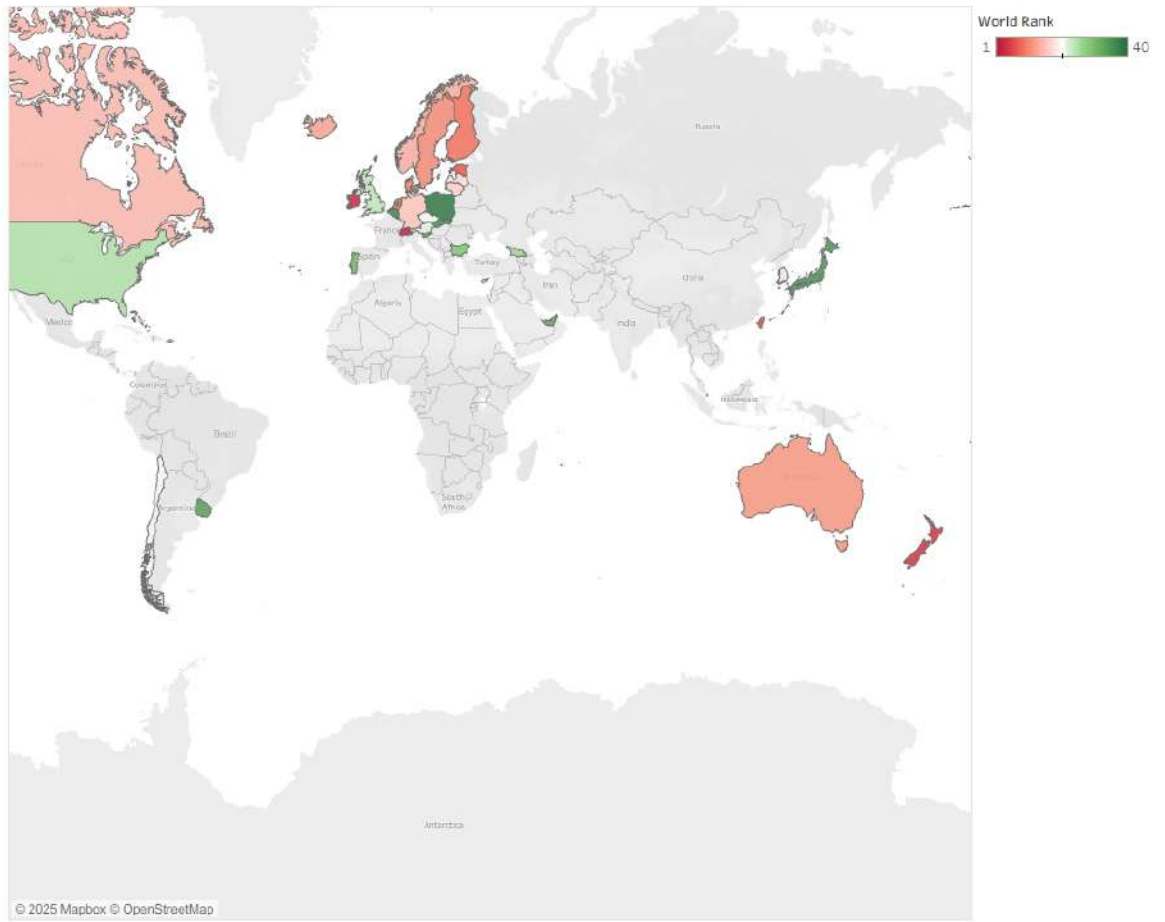 World Rank
1 40
Russia
France
Spain
Turkey
China
Iran
Algeria
Egypt
India
Mexico
Colombia
Indonesia
Brazil
Argentina
South
Africa
Antarctica
© 2025 Mapbox © OpenStreetMap